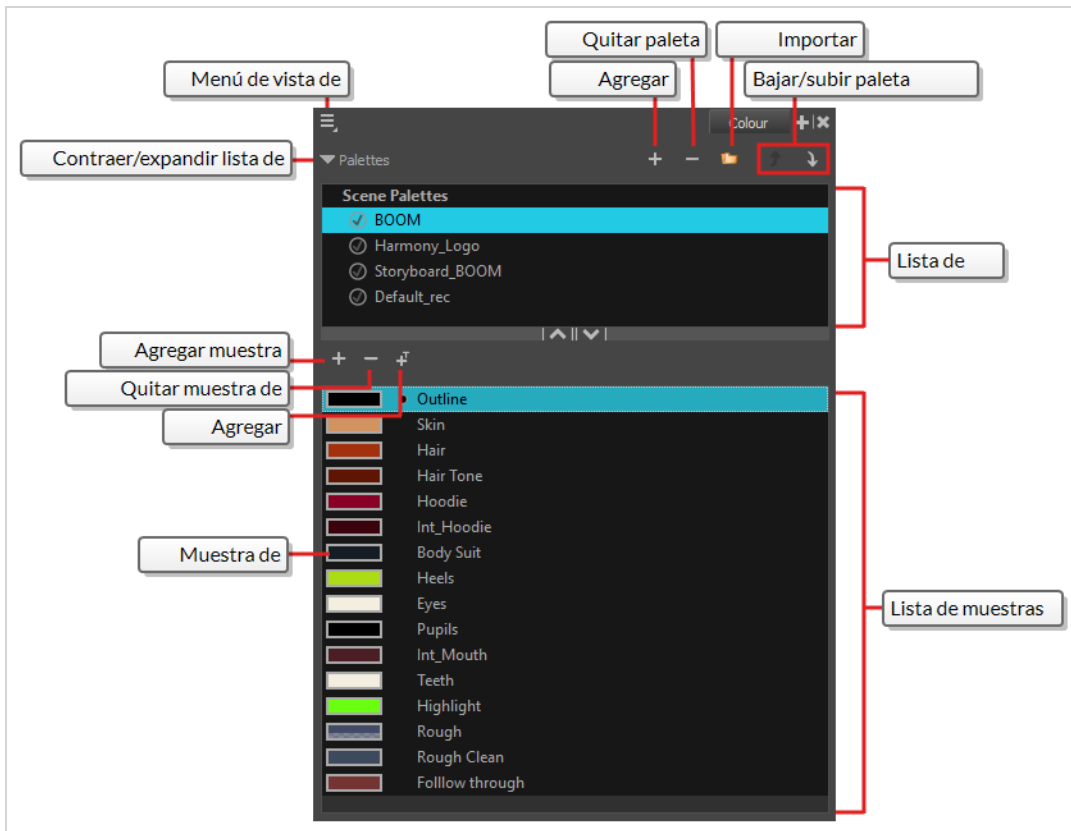 Quitar paleta
Importar
Menú de vista de
Agregar
Bajar/subir paleta
Colour
Contraer/expandir lista de
Palettes
Scene Palettes
BOOM
Harmony_Logo
Lista de
Storyboard_BOOM
Default_rec
Agregar muestra
Quitar muestra de
Outline
Agregar
Skin
Hair
Hair Tone
Hoodie
Int_Hoodie
Muestra de
Body Suit
Heels
Eyes
Lista de muestras
Pupils
Int_Mouth
Teeth
Highlight
Rough
Rough Clean
Folllow through